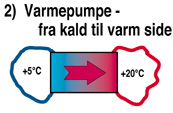 2) Varmepumpe -
fra kald til varm side
+5°C
+20°C